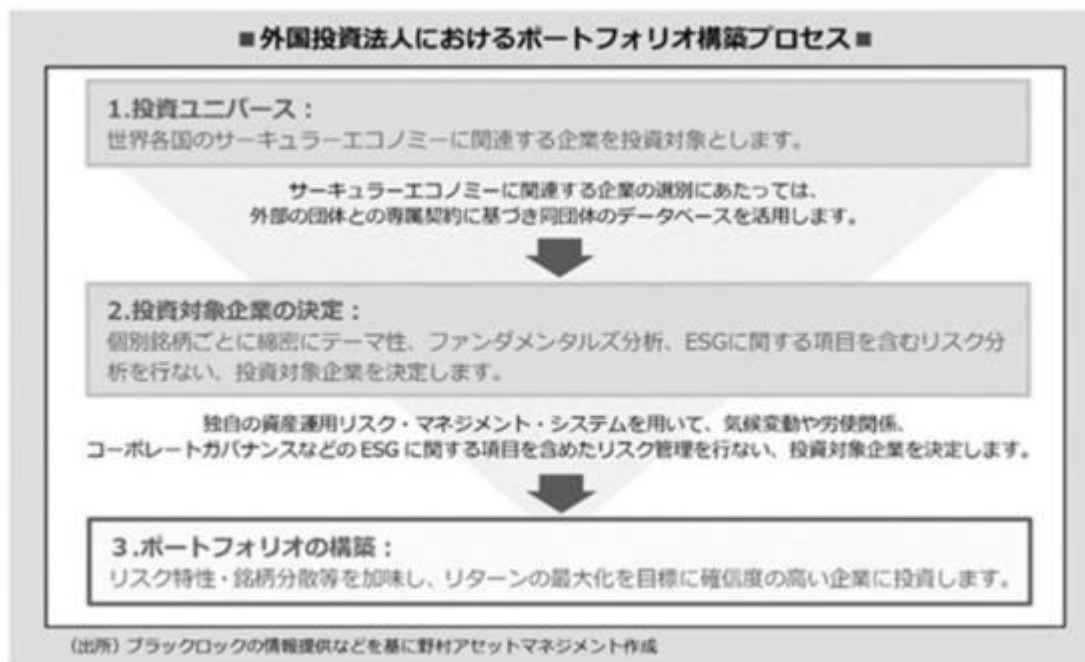 ■外国投資法人におけるポートフォリオ構築プロセス■
1.投資ユニバース：
世界各国のサーキュラーエコノミーに関連する企業を投資対象とします。
サーキュラーエコノミーに関連する企業の選別にあたっては、
外部の団体との専属契約に基づき同団体のデータベースを活用します。
2.投資対象企業の決定：
個別銘柄ごとに綿密にテーマ性、ファンダメンタルズ分析、ESGに関する項目を含むリスク分
析を行ない、投資対象企業を決定します。
独自の資産運用リスク・マネジメント・システムを用いて、気候変動や労使関係、
コーポレートガバナンスなどの ESG に関する項目を含めたリスク管理を行ない、投資対象企業を決定します。
３.ポートフォリオの構築：
リスク特性・銘柄分散等を加味し、リターンの最大化を目標に確信度の高い企業に投資します。
（出所）ブラックロックの情報提供などを基に野村アセットマネジメント作成